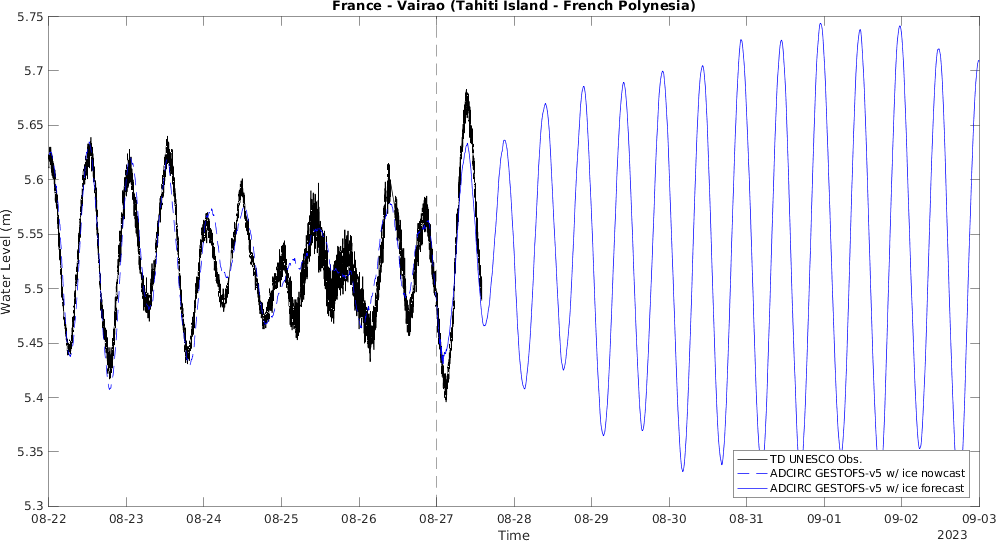 France - Vairao (Tahiti Island - French Polynesia)
5.75
5.7
5.65
5.6
5.55
5.5
5.45
5.4
5.35
5.3
Water Level (m)
TD UNESCO Obs.
ADCIRC GESTOFS-v5 w/ ice nowcast
ADCIRC GESTOFS-v5 w/ ice forecast
08-22 08-23 08-24 08-25 08-26 08-27 08-28 08-29 08-30 08-31 09-01 09-02 09-03
Time
2023